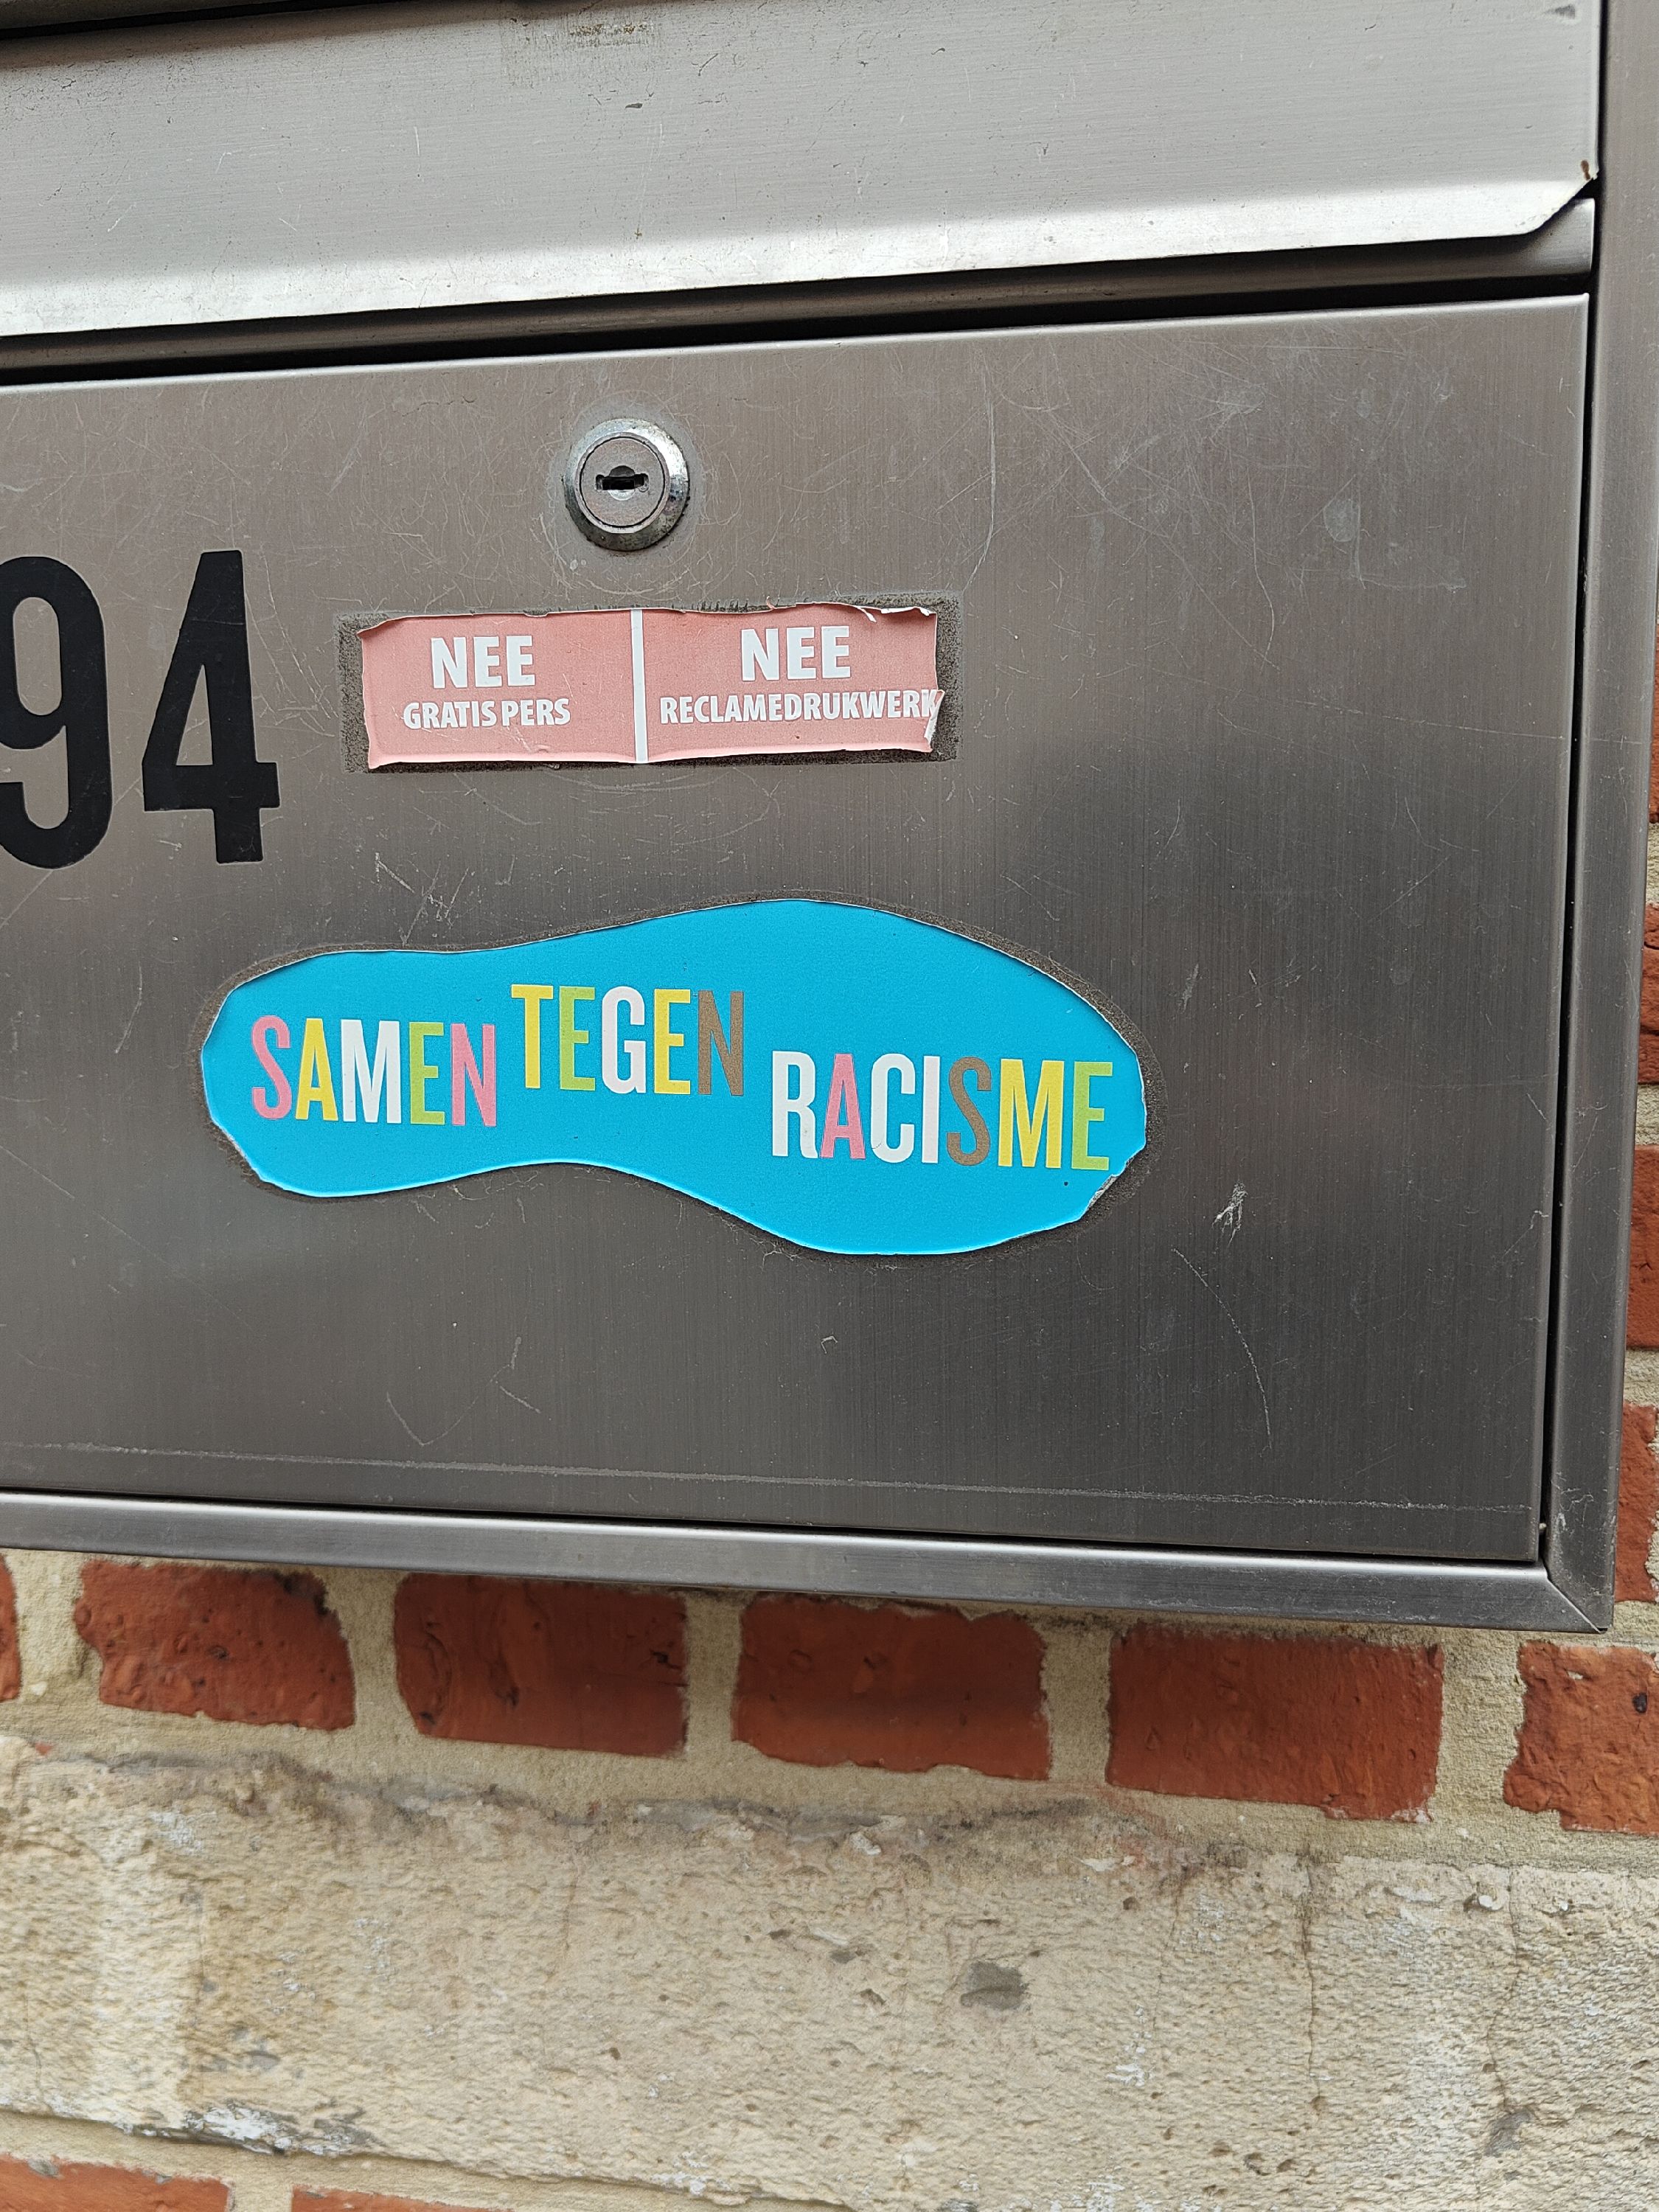 94
NEE NEE
GRATIS PERS RECLAMEDRUKWERK
SAMEN TEGEN RACISME